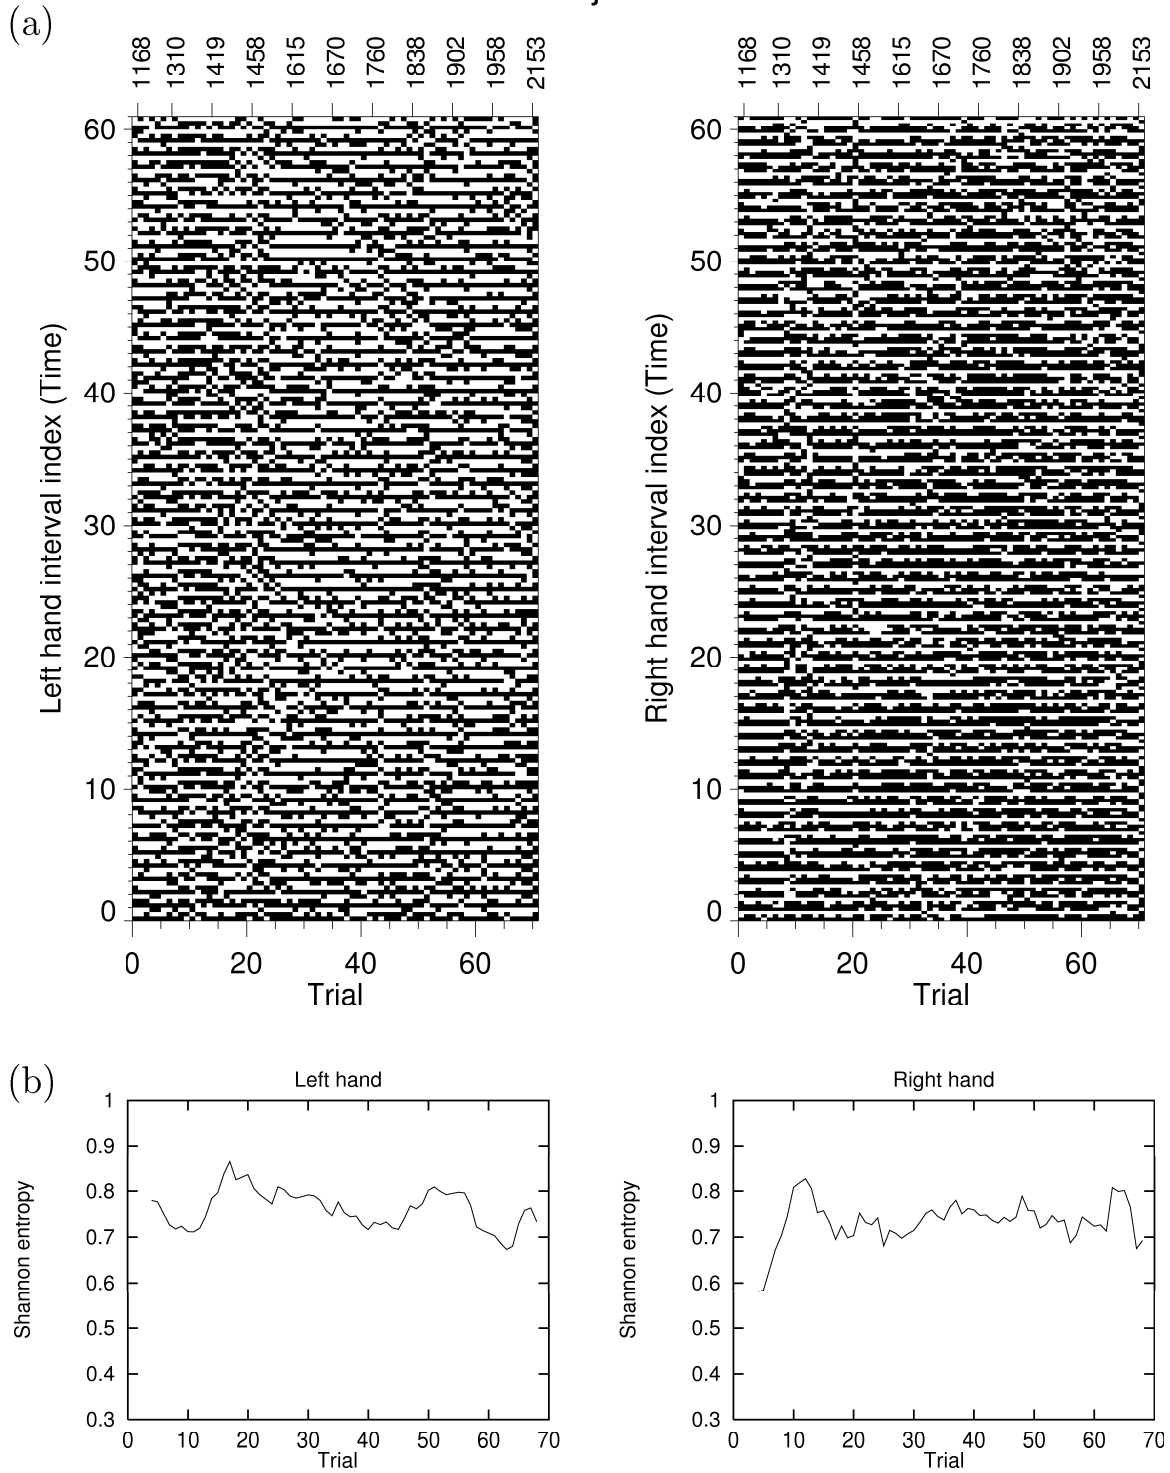 (a)
1168 1310 1419 1458 1615 1670 1760 1838 1902 1958 2153
1168 1310 1419 1458 1615 1670 1760 1838 1902 1958 2153
Left hand interval index (Time)
60
50
40
30
20
10
0
0 20 40 60
Trial
Right hand interval index (Time)
60
50
40
30
20
10
0
0 20 40 60
Trial
(b)
Left hand
Shannon entropy
1
0.9
0.8
0.7
0.6
0.5
0.4
0.3
0 10 20 30 40 50 60 70
Trial
Right hand
Shannon entropy
1
0.9
0.8
0.7
0.6
0.5
0.4
0.3
0 10 20 30 40 50 60 70
Trial